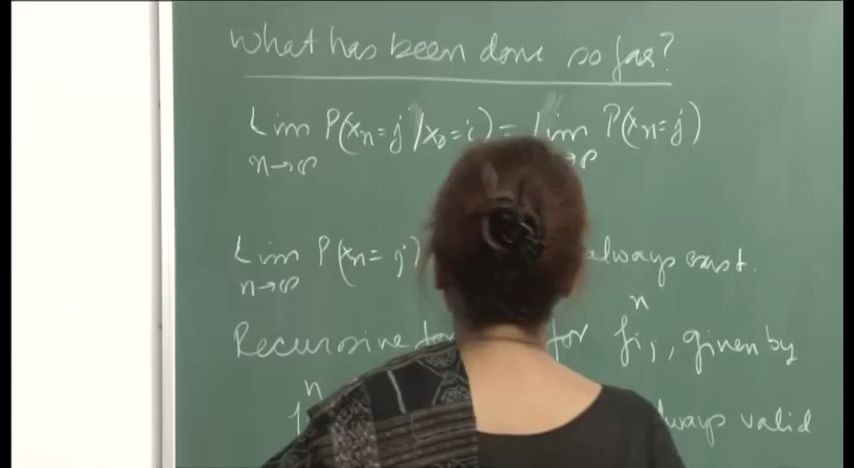 What has been done so far?
Lim P(Xn=j/X0=i) = Lim P(Xn=j)
n→∞
Lim P(Xn=j) always exist.
n→∞
Recursive for f^n_ij, given by
always valid